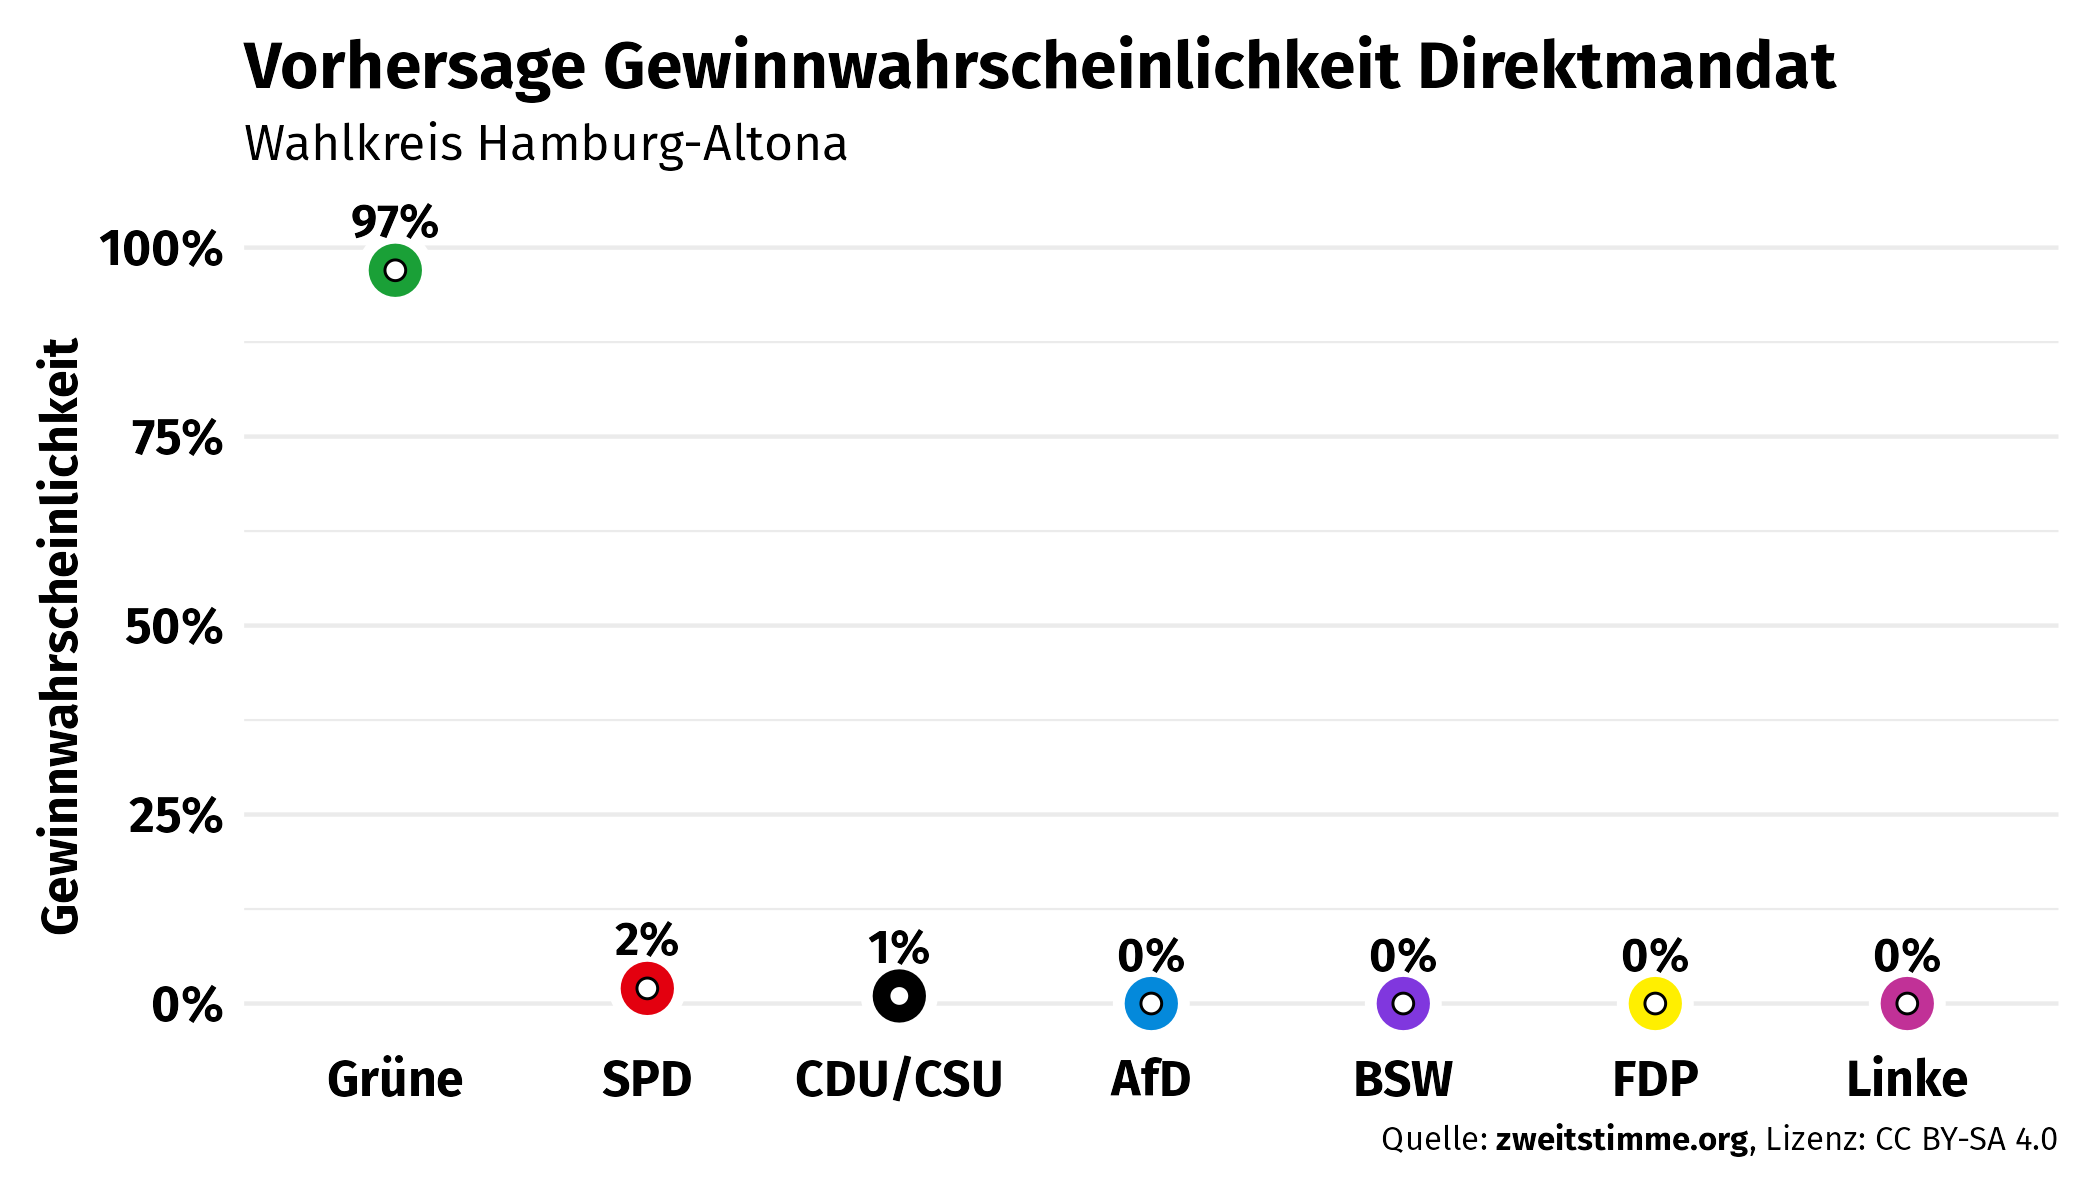 Vorhersage Gewinnwahrscheinlichkeit Direktmandat
Wahlkreis Hamburg-Altona
Gewinnwahrscheinlichkeit
100%
75%
50%
25%
0%
97%
2%
1%
0%
0%
0%
0%
Grüne
SPD
CDU/CSU
AfD
BSW
FDP
Linke
Quelle: zweitstimme.org, Lizenz: CC BY-SA 4.0